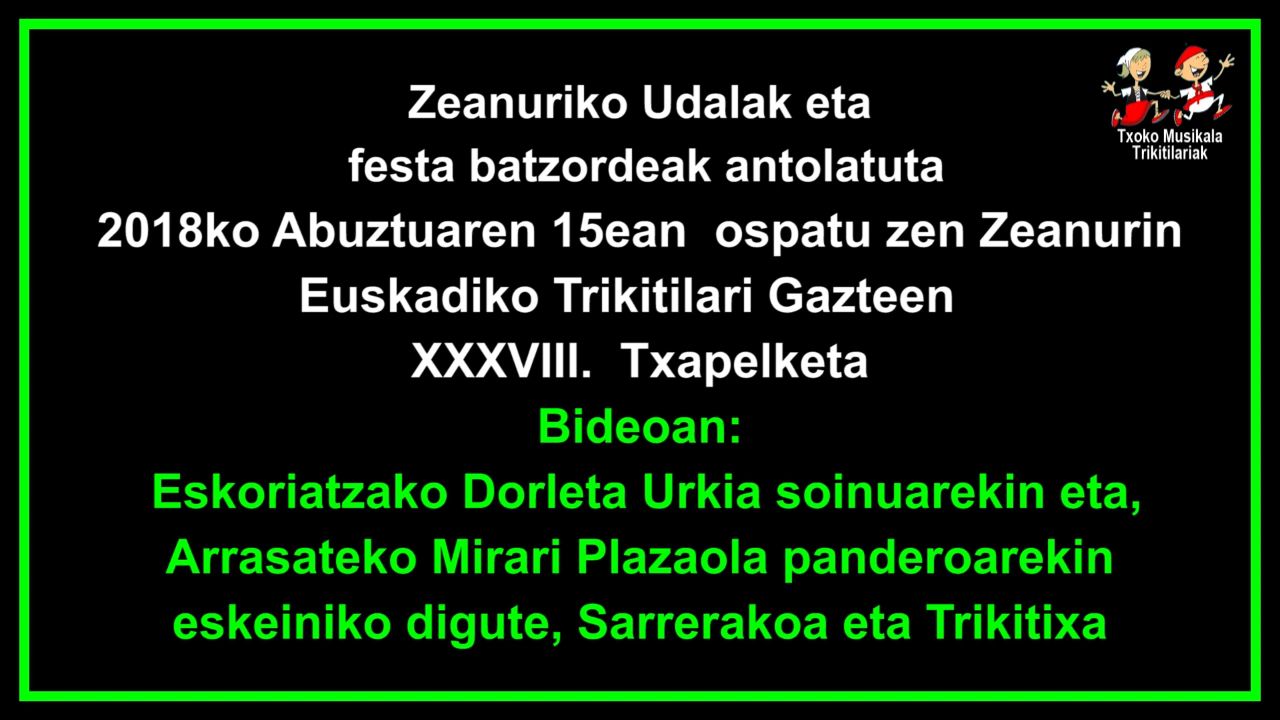 Txoko Musikala
Trikitilariak
Zeanuriko Udalak eta
festa batzordeak antolatuta
2018ko Abuztuaren 15ean ospatu zen Zeanurin
Euskadiko Trikitilari Gazteen
XXXVIII. Txapelketa
Bideoan:
Eskoriatzako Dorleta Urkia soinuarekin eta,
Arrasateko Mirari Plazaola panderoarekin
eskeiniko digute, Sarrerakoa eta Trikitixa